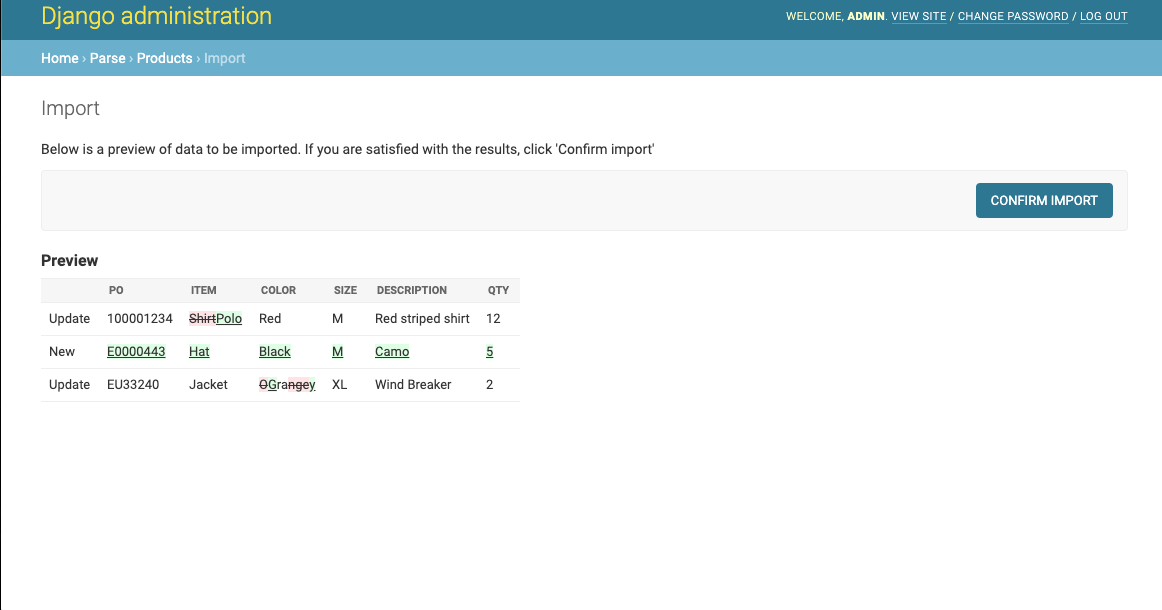 Django administration
WELCOME, ADMIN. VIEW SITE / CHANGE PASSWORD / LOG OUT
Home › Parse › Products › Import
Import
Below is a preview of data to be imported. If you are satisfied with the results, click 'Confirm import'
CONFIRM IMPORT
Preview
PO ITEM COLOR SIZE DESCRIPTION QTY
Update 100001234 ShirtPolo Red M Red striped shirt 12
New E0000443 Hat Black M Camo 5
Update EU33240 Jacket OGrangey XL Wind Breaker 2